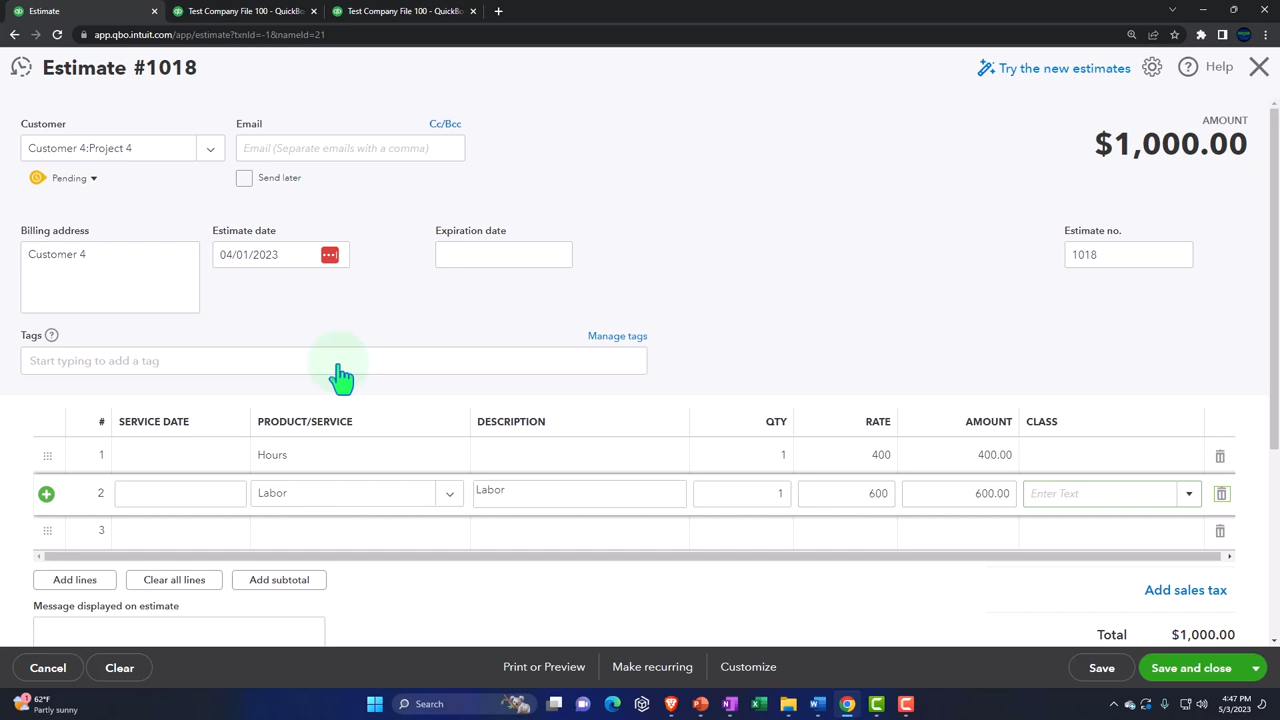 Estimate
Test Company File 100 - QuickBo
Test Company File 100 - QuickBo
app.qbo.intuit.com/app/estimate?txnId=-1&nameId=21
Estimate #1018
Try the new estimates
Help
Customer
Email
Cc/Bcc
AMOUNT
Customer 4:Project 4
Email (Separate emails with a comma)
$1,000.00
Pending
Send later
Billing address
Estimate date
Expiration date
Estimate no.
Customer 4
04/01/2023
1018
Tags
Manage tags
Start typing to add a tag
# SERVICE DATE PRODUCT/SERVICE DESCRIPTION QTY RATE AMOUNT CLASS
1 Hours 1 400 400.00
2 Labor Labor 1 600 600.00 Enter Text
3
Add lines
Clear all lines
Add subtotal
Add sales tax
Message displayed on estimate
Total $1,000.00
Cancel
Clear
Print or Preview
Make recurring
Customize
Save
Save and close
62°F
Partly sunny
Search
4:47 PM
5/3/2023